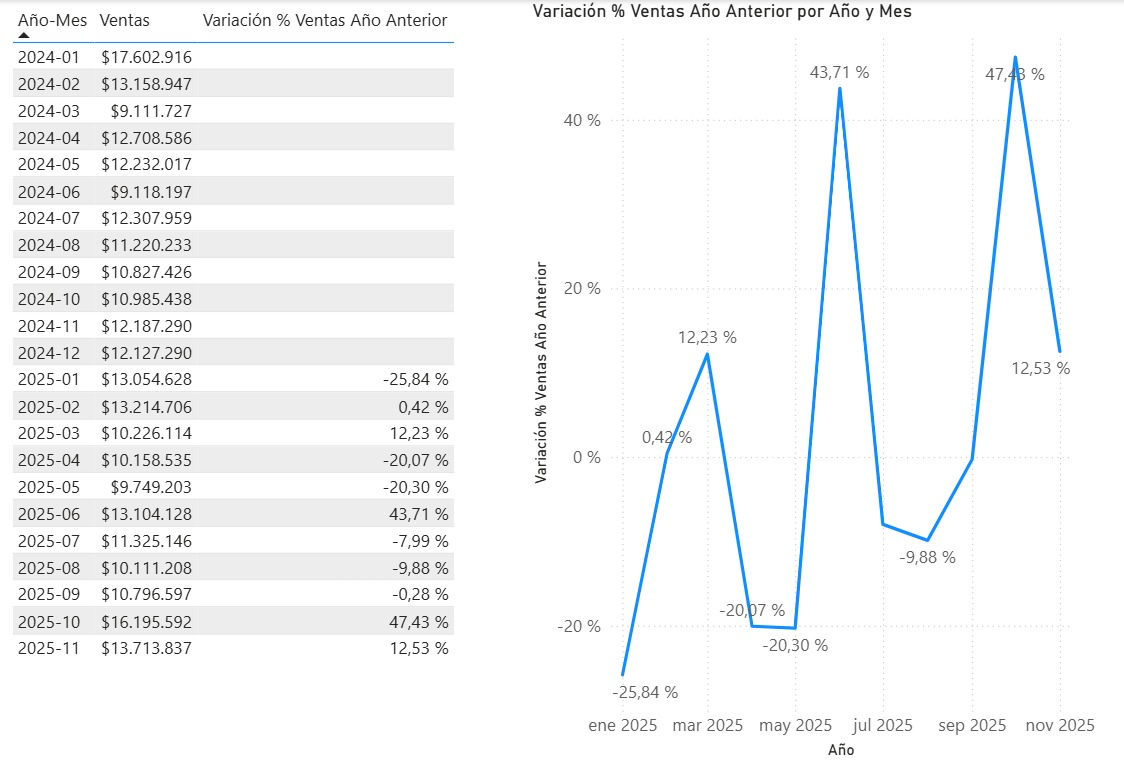 Año-Mes Ventas Variación % Ventas Año Anterior
2024-01 $17.602.916
2024-02 $13.158.947
2024-03 $9.111.727
2024-04 $12.708.586
2024-05 $12.232.017
2024-06 $9.118.197
2024-07 $12.307.959
2024-08 $11.220.233
2024-09 $10.827.426
2024-10 $10.985.438
2024-11 $12.187.290
2024-12 $12.127.290
2025-01 $13.054.628 -25,84 %
2025-02 $13.214.706 0,42 %
2025-03 $10.226.114 12,23 %
2025-04 $10.158.535 -20,07 %
2025-05 $9.749.203 -20,30 %
2025-06 $13.104.128 43,71 %
2025-07 $11.325.146 -7,99 %
2025-08 $10.111.208 -9,88 %
2025-09 $10.796.597 -0,28 %
2025-10 $16.195.592 47,43 %
2025-11 $13.713.837 12,53 %
Variación % Ventas Año Anterior por Año y Mes
Variación % Ventas Año Anterior
40 %
20 %
0 %
-20 %
-25,84 %
0,42 %
12,23 %
-20,07 %
-20,30 %
43,71 %
-9,88 %
47,43 %
12,53 %
ene 2025 mar 2025 may 2025 jul 2025 sep 2025 nov 2025
Año